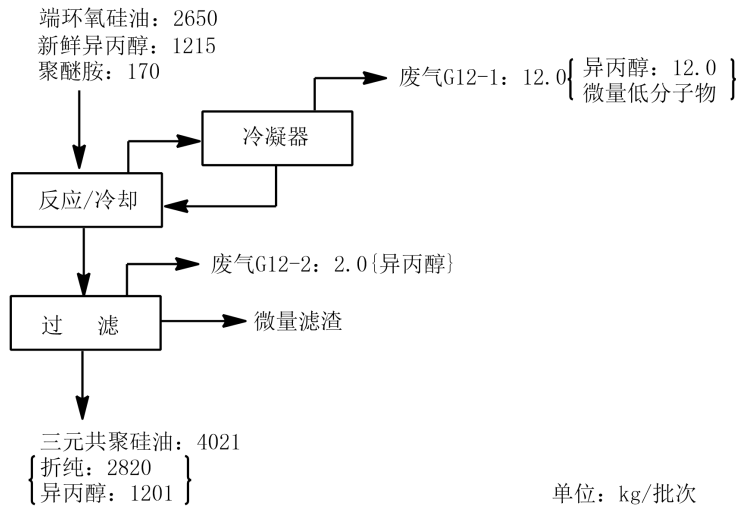 端环氧硅油：2650
新鲜异丙醇：1215
聚醚胺：170
废气G12-1：12.0
异丙醇：12.0
微量低分子物
冷凝器
反应/冷却
废气G12-2：2.0{异丙醇}
过 滤
微量滤渣
三元共聚硅油：4021
折纯：2820
异丙醇：1201
单位：kg/批次